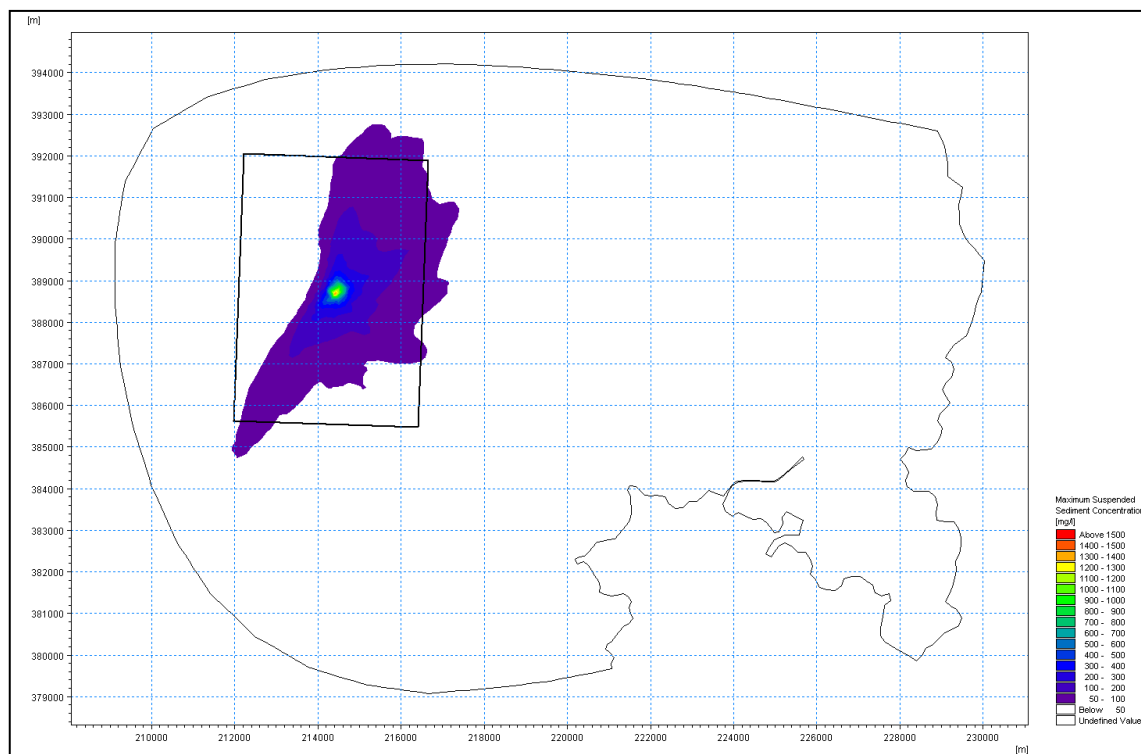 [m]
394000
393000
392000
391000
390000
389000
388000
387000
386000
385000
384000
383000
382000
381000
380000
379000
210000 212000 214000 216000 218000 220000 222000 224000 226000 228000 230000
[m]
Maximum Suspended
Sediment Concentration
[mg/l]
Above 1500
1400 - 1500
1300 - 1400
1200 - 1300
1100 - 1200
1000 - 1100
900 - 1000
800 - 900
700 - 800
600 - 700
500 - 600
400 - 500
300 - 400
200 - 300
100 - 200
50 - 100
Below 50
Undefined Value